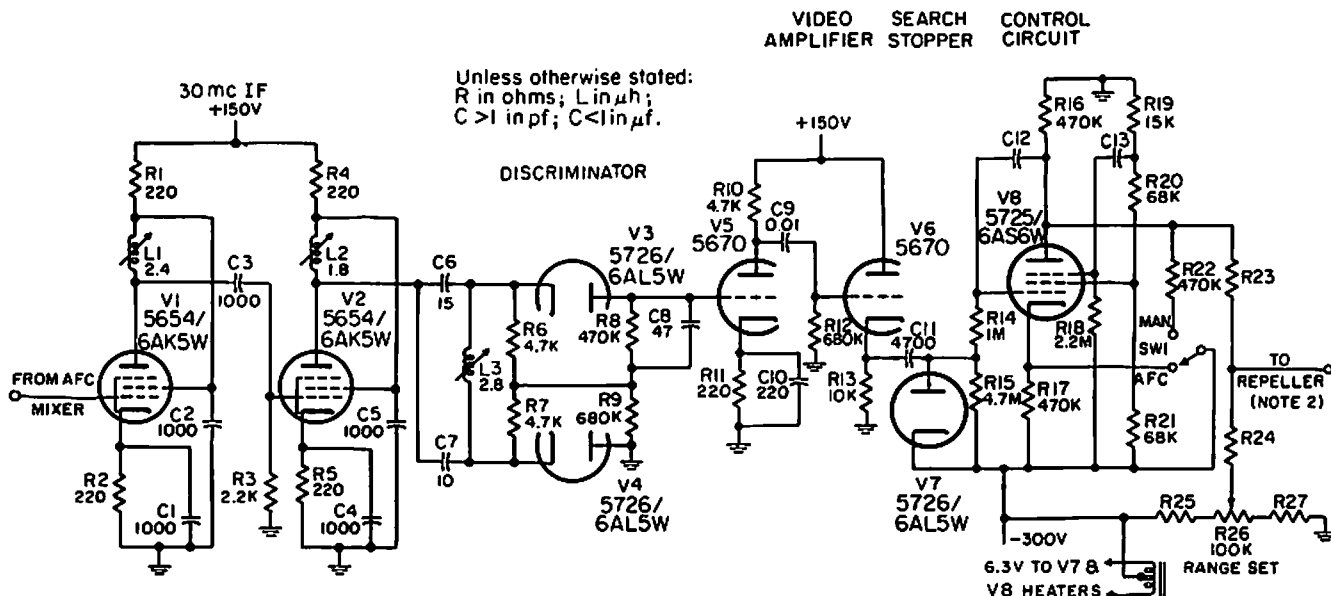 VIDEO AMPLIFIER
SEARCH STOPPER
CONTROL CIRCUIT
Unless otherwise stated:
R in ohms; L in μh;
C >1 in pf; C<1 in μf.
30 mc IF
+150V
DISCRIMINATOR
+150V
R1
220
R4
220
L1
2.4
L2
1.8
C3
1000
V1
5654/
6AK5W
V2
5654/
6AK5W
FROM AFC
MIXER
C2
1000
C5
1000
R2
220
C1
1000
R3
2.2K
R5
220
C4
1000
C6
15
C7
10
L3
2.8
R6
4.7K
R7
4.7K
V3
5726/
6AL5W
R8
470K
C8
47
R9
680K
V4
5726/
6AL5W
R10
4.7K
V5
5670
C9
0.01
R11
220
C10
220
V6
5670
R12
680K
R13
10K
C11
4700
V7
5726/
6AL5W
C12
R14
1M
R15
4.7M
R16
470K
V8
5725/
6AS6W
C13
R19
15K
R20
68K
R18
2.2M
R17
470K
R21
68K
R22
470K
MAN
SW1
AFC
R23
R24
TO
REPELLER
(NOTE 2)
R25
R26
100K
RANGE SET
R27
-300V
6.3V TO V7 &
V8 HEATERS